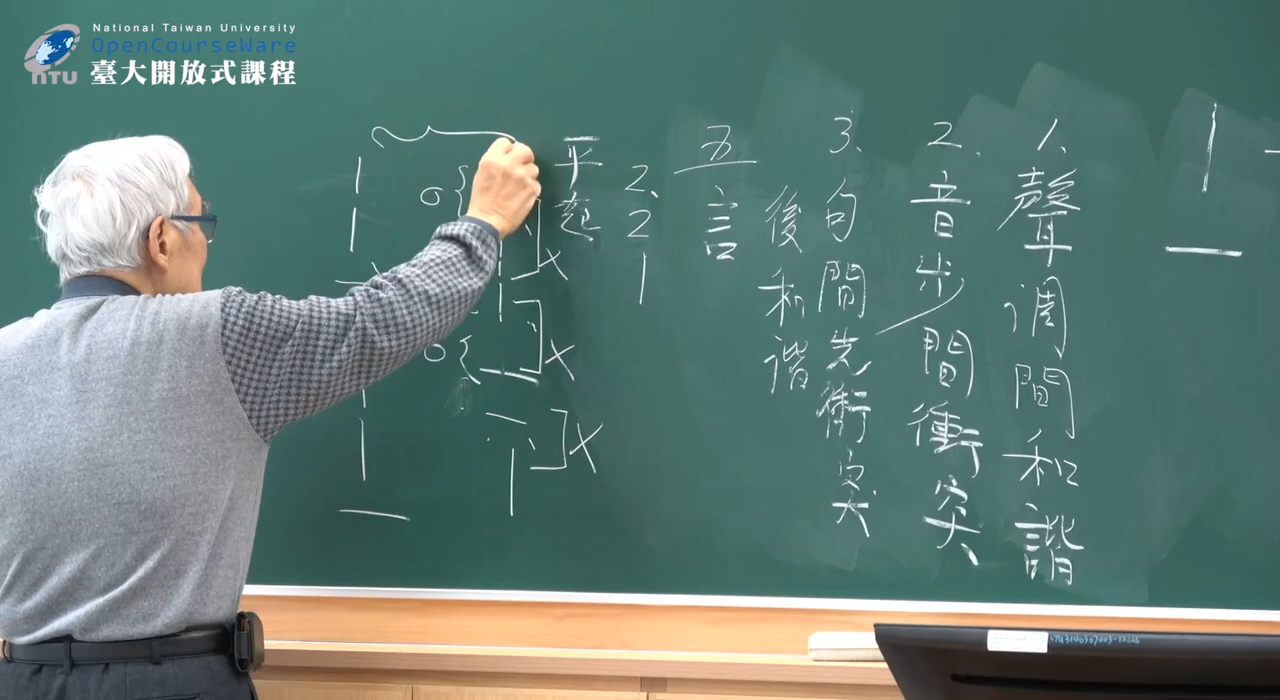 National Taiwan University
OpenCourseWare
NTU 臺大開放式課程
1、聲調間和諧
2、音步間衝突
3、句間先衝突
後和諧
五言
2、2 1
平起